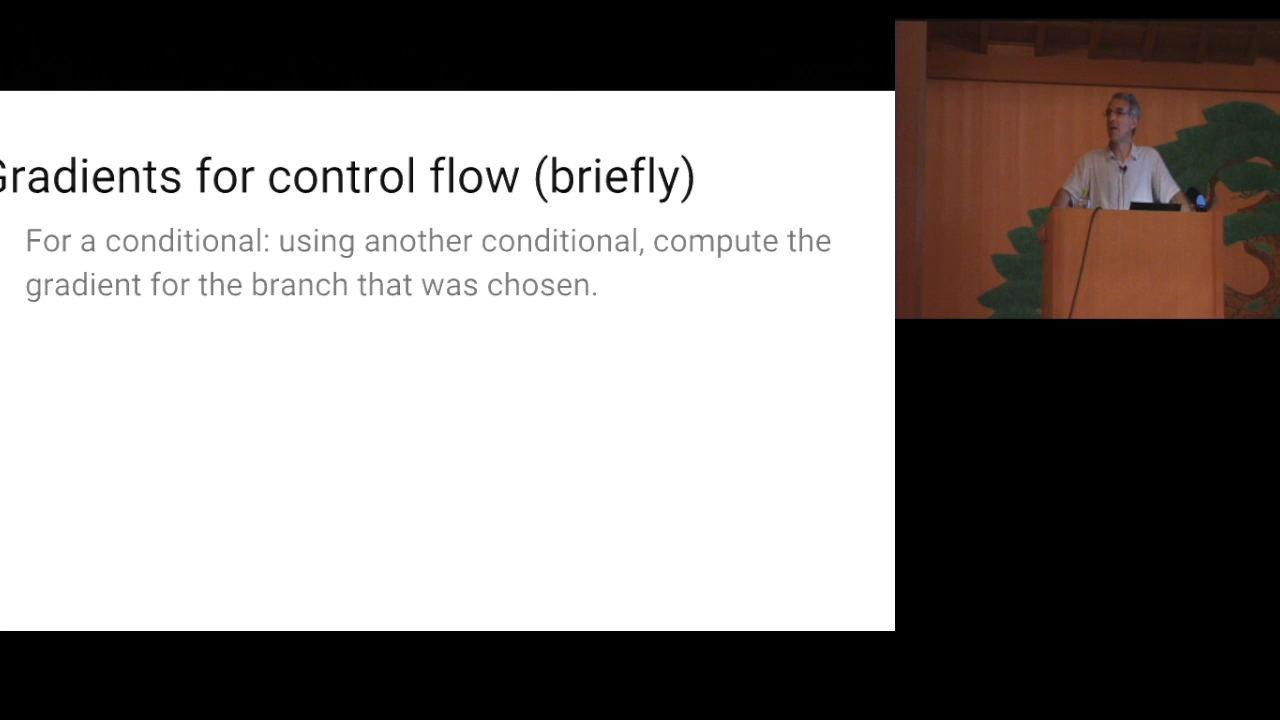 Gradients for control flow (briefly)
For a conditional: using another conditional, compute the
gradient for the branch that was chosen.